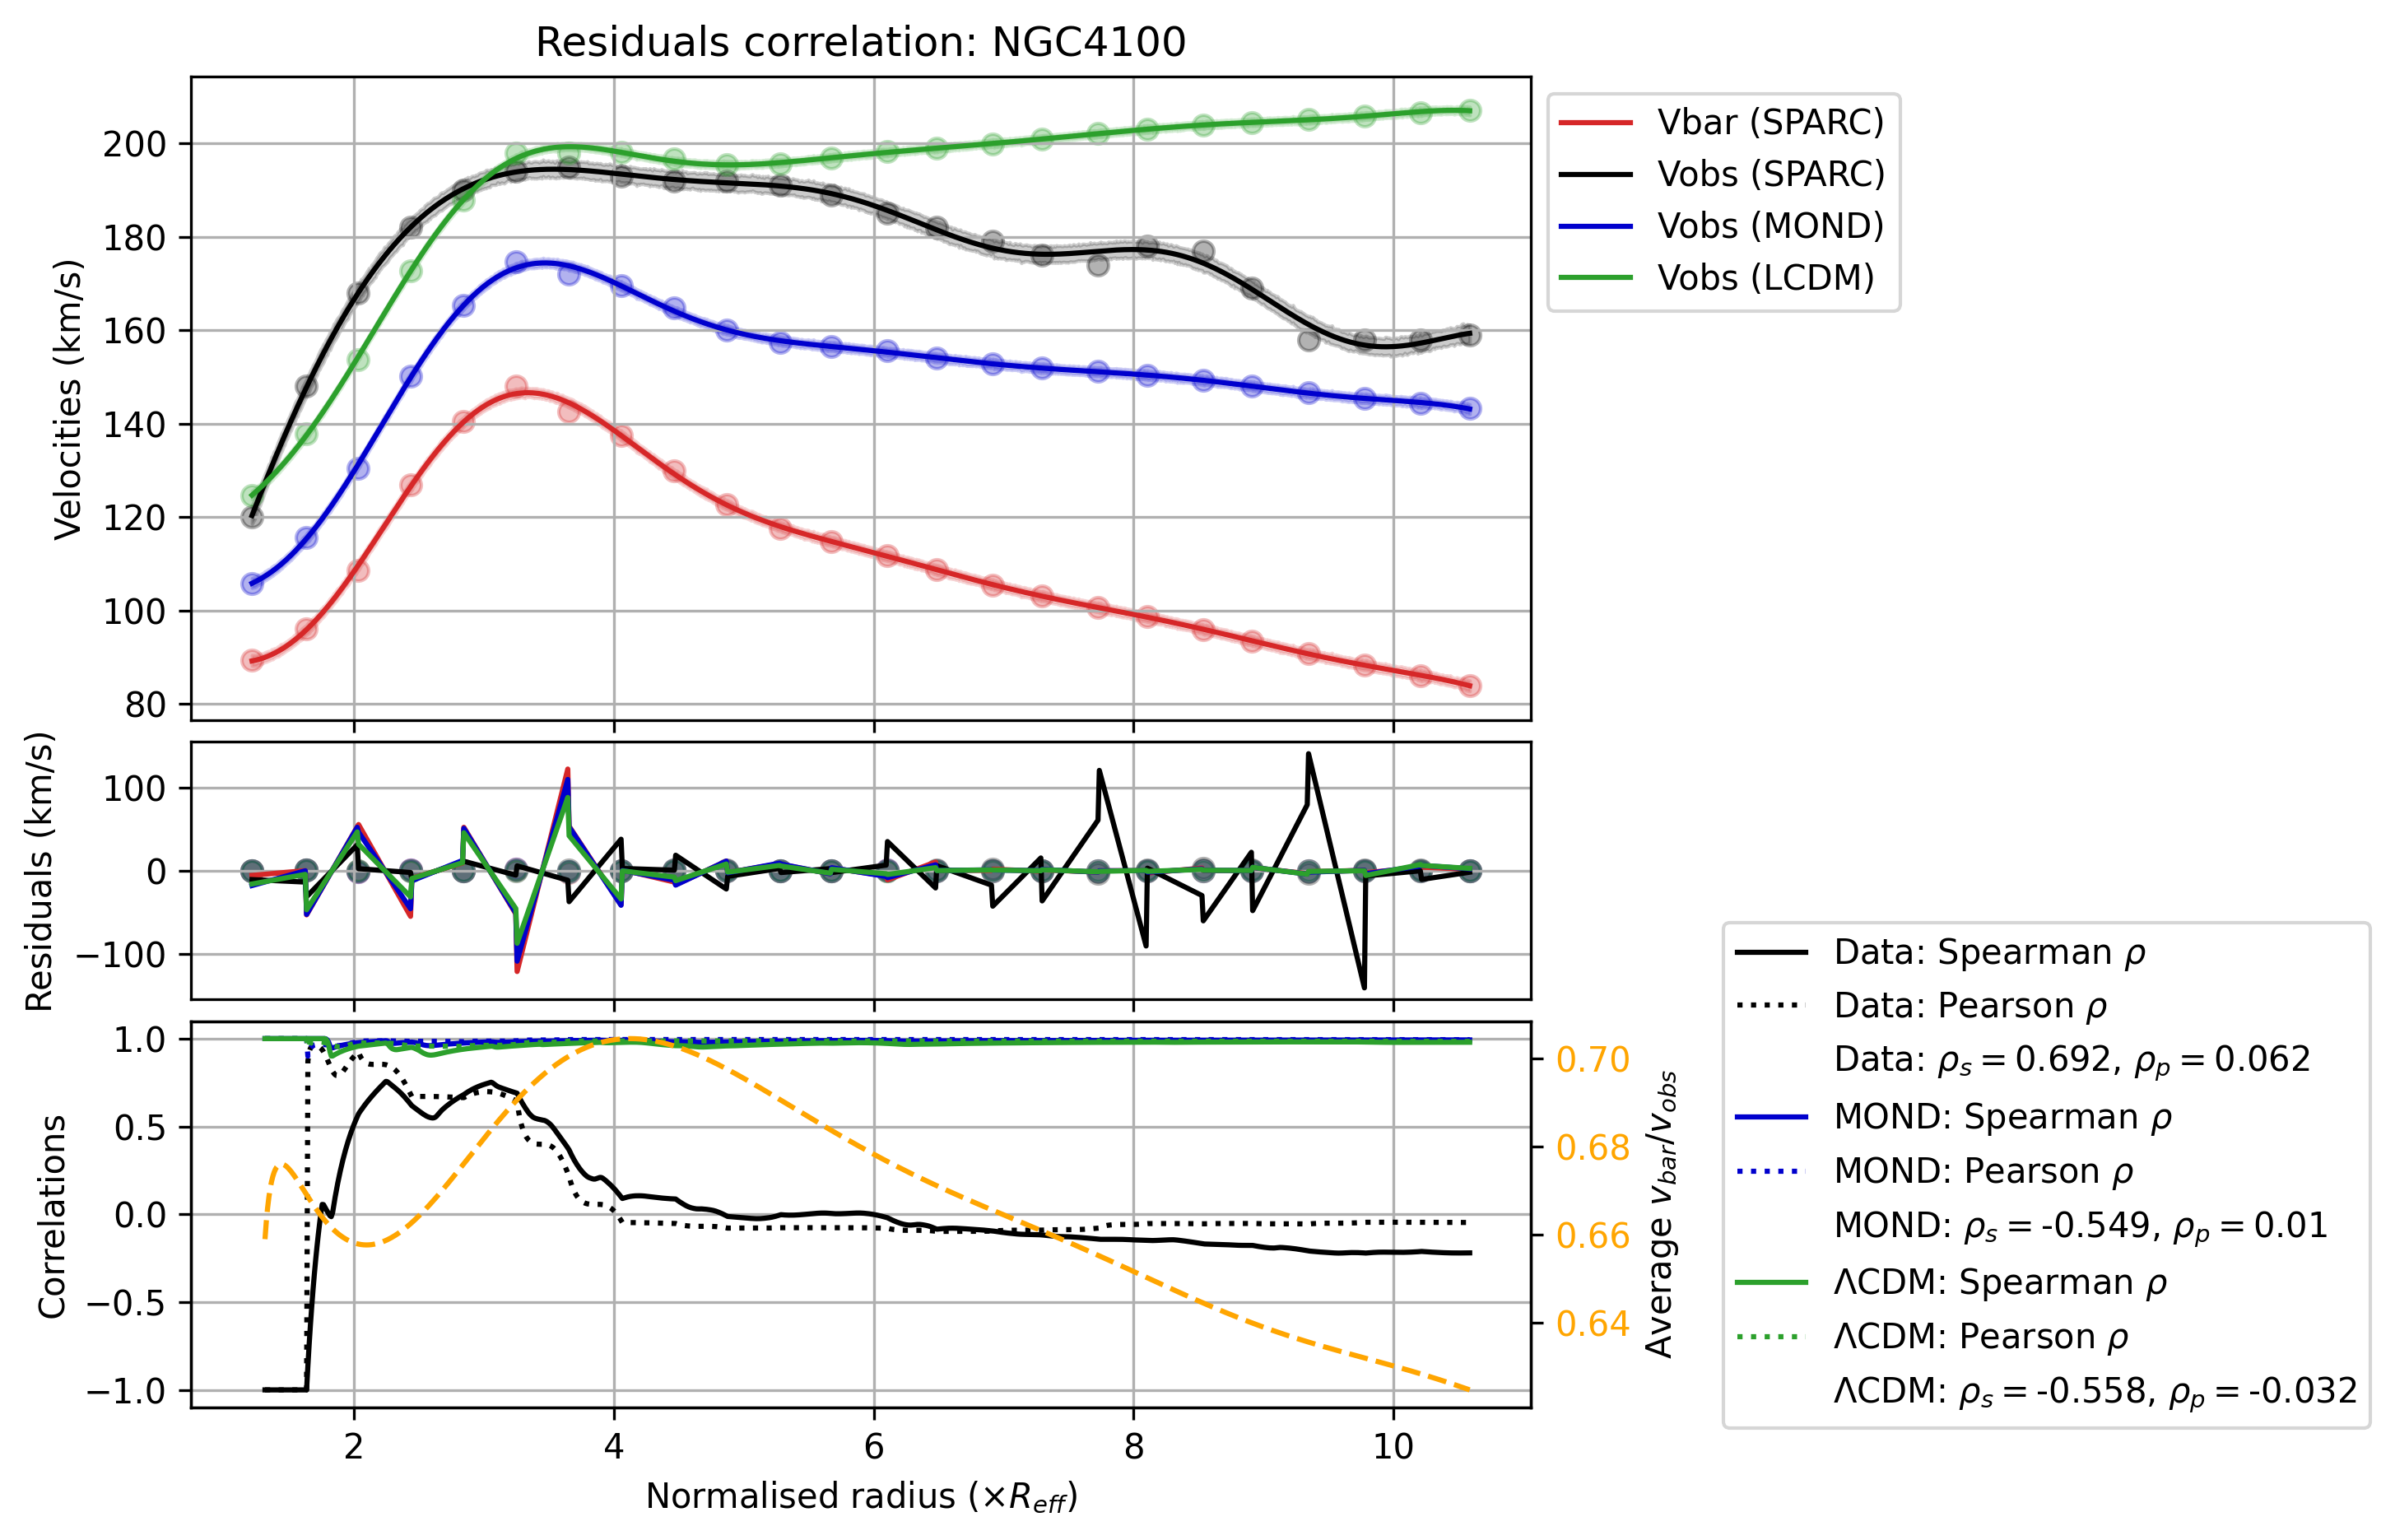 Residuals correlation: NGC4100
Velocities (km/s)
200
180
160
140
120
100
80
Vbar (SPARC)
Vobs (SPARC)
Vobs (MOND)
Vobs (LCDM)
Residuals (km/s)
100
0
−100
Correlations
1.0
0.5
0.0
−0.5
−1.0
0.70
0.68
0.66
0.64
Average v_bar/v_obs
2
4
6
8
10
Normalised radius (×R_eff)
Data: Spearman ρ
Data: Pearson ρ
Data: ρ_s = 0.692, ρ_p = 0.062
MOND: Spearman ρ
MOND: Pearson ρ
MOND: ρ_s = -0.549, ρ_p = 0.01
ΛCDM: Spearman ρ
ΛCDM: Pearson ρ
ΛCDM: ρ_s = -0.558, ρ_p = -0.032